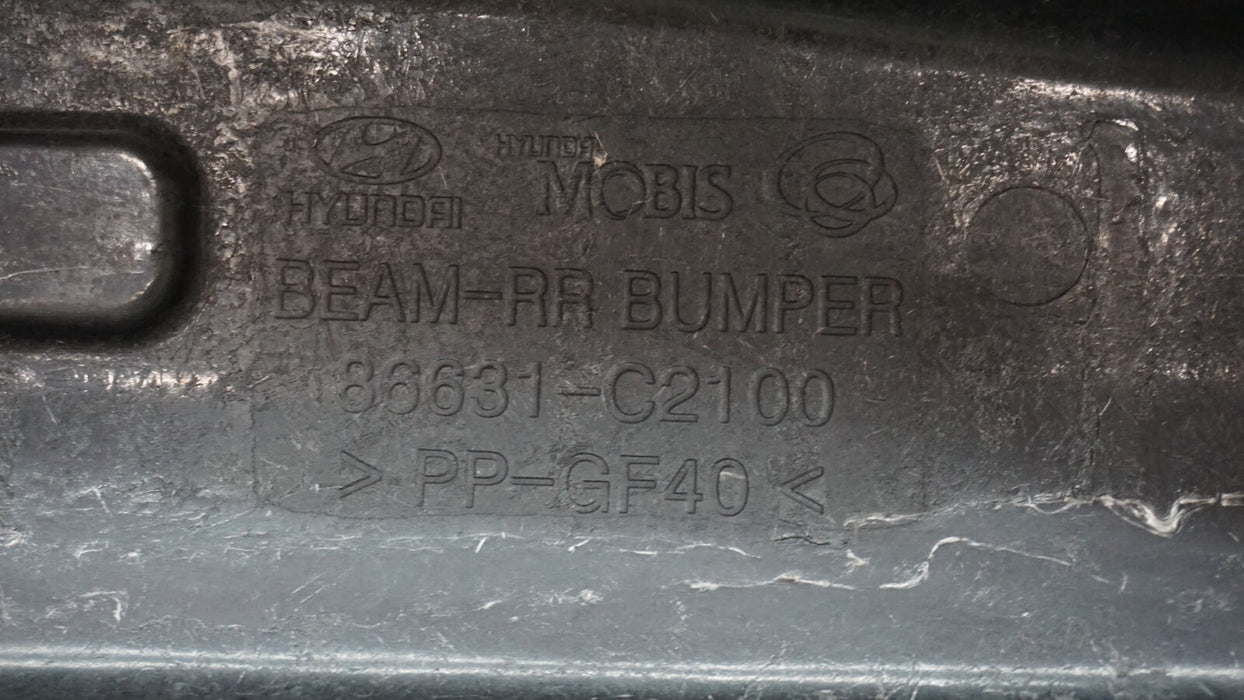 HYUNDAI
HYUNDAI
MOBIS
BEAM-RR BUMPER
86631-C2100
> PP-GF40 <